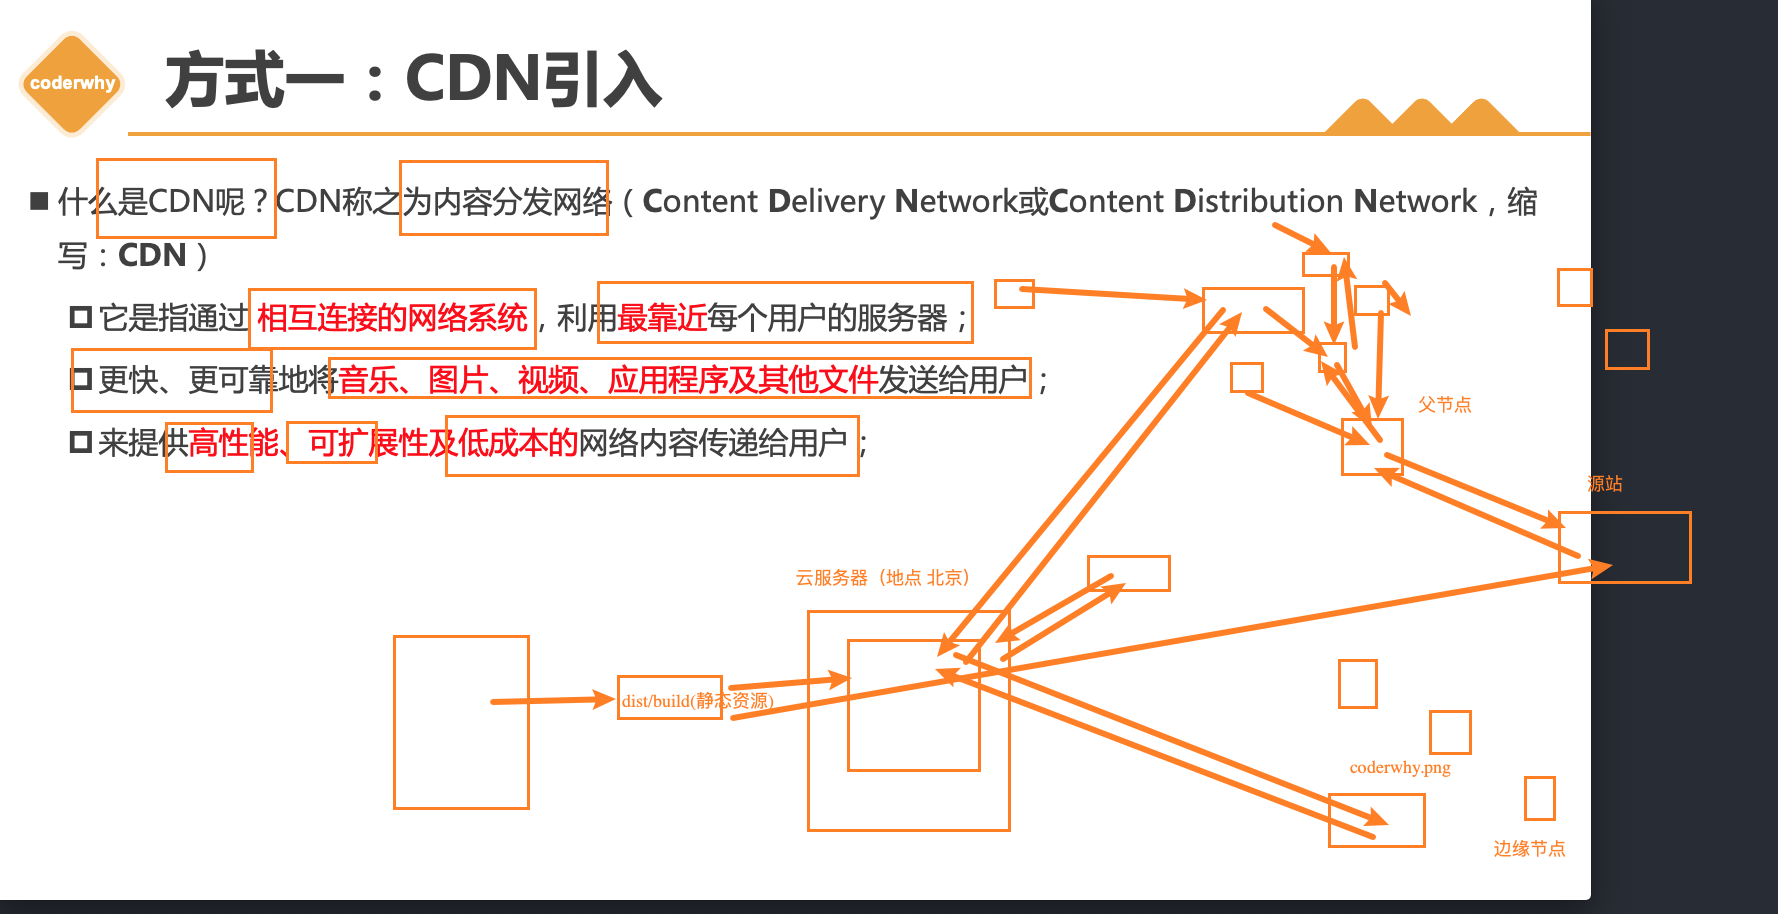 coderwhy
方式一：CDN引入
什么是CDN呢？CDN称之为内容分发网络（Content Delivery Network或Content Distribution Network，缩
写：CDN）
它是指通过 相互连接的网络系统，利用最靠近每个用户的服务器；
更快、更可靠地将音乐、图片、视频、应用程序及其他文件发送给用户；
来提供高性能、可扩展性及低成本的网络内容传递给用户；
父节点
源站
云服务器（地点 北京）
dist/build(静态资源)
coderwhy.png
边缘节点